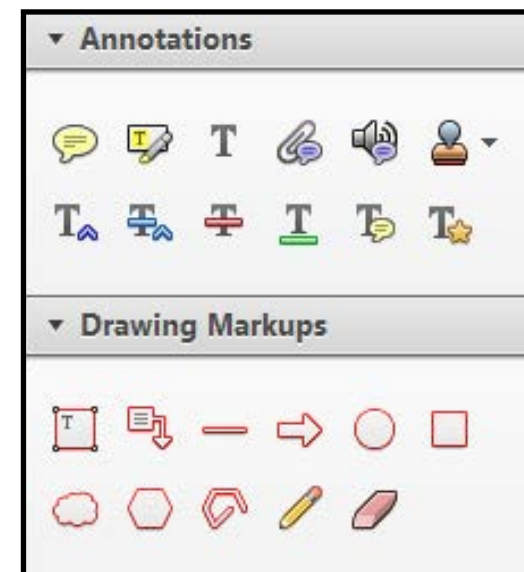 Annotations
T T
T T T T T T
Drawing Markups
T